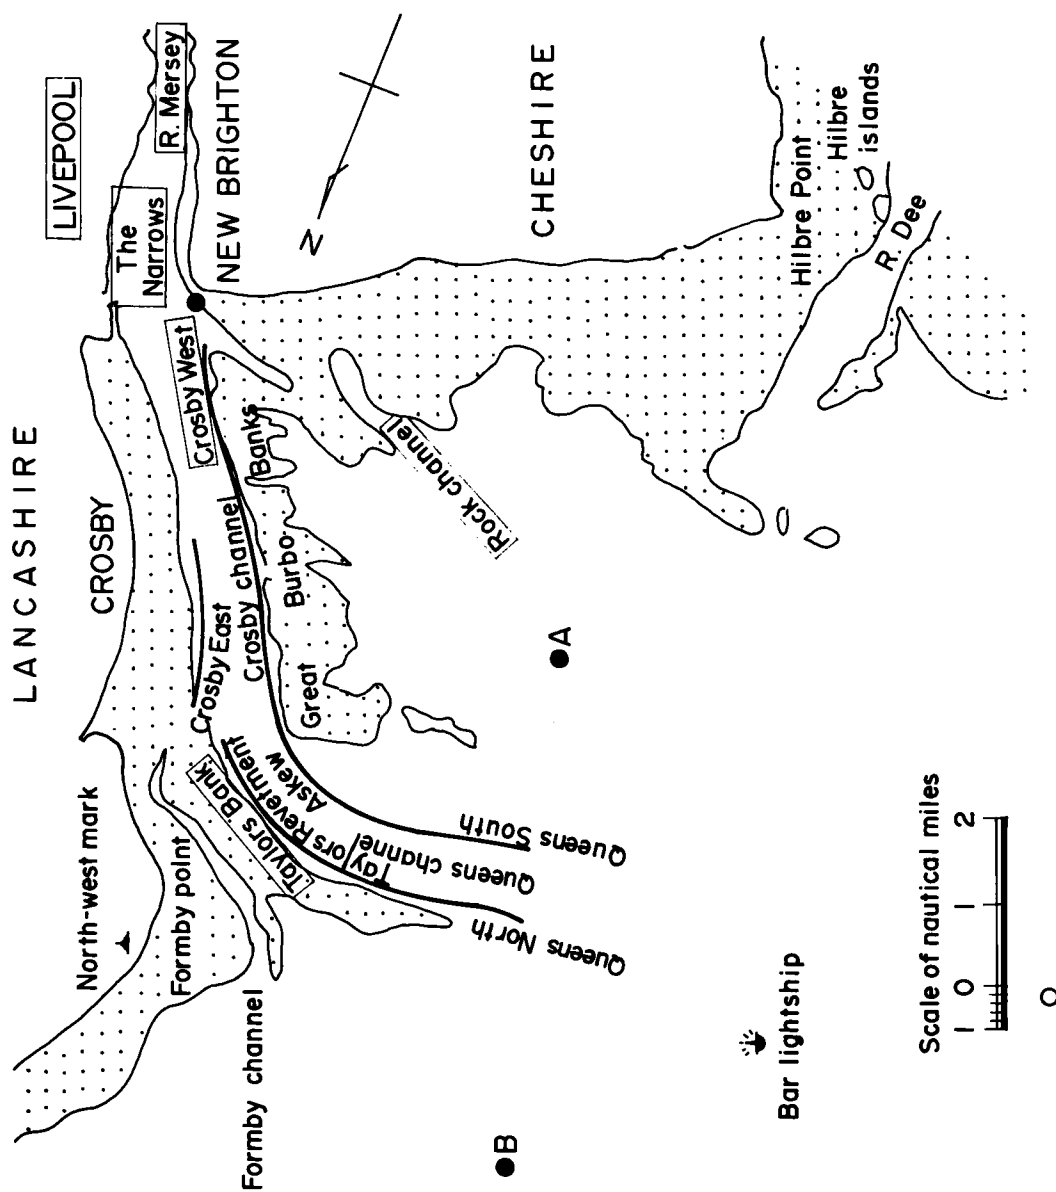 LANCASHIRE
LIVEPOOL
CROSBY
The
Narrows
R. Mersey
NEW BRIGHTON
N
CHESHIRE
Hilbre Point
Hilbre
islands
R. Dee
North-west mark
Formby point
Formby channel
Taylors Bank
Taylors Revetment
Askew
Crosby East
Crosby channel
Crosby West
Great
Burbo
Banks
Rock channel
Queens channel
Queens North
Queens South
A
B
Bar lightship
Scale of nautical miles
1 0 1 2